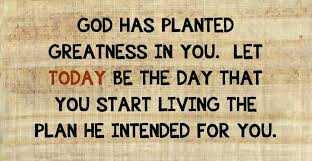 GOD HAS PLANTED
GREATNESS IN YOU. LET
TODAY BE THE DAY THAT
YOU START LIVING THE
PLAN HE INTENDED FOR YOU.